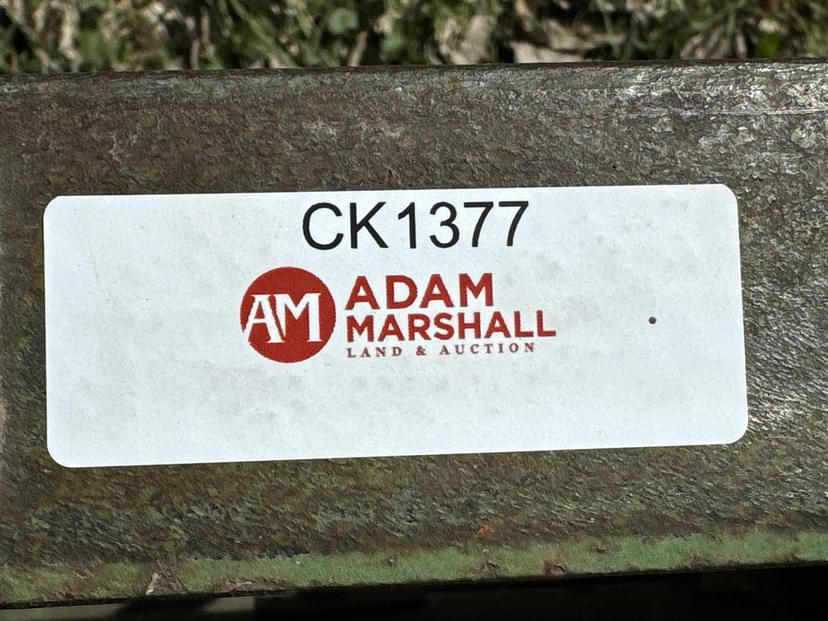 CK1377
AM
ADAM
MARSHALL
LAND & AUCTION